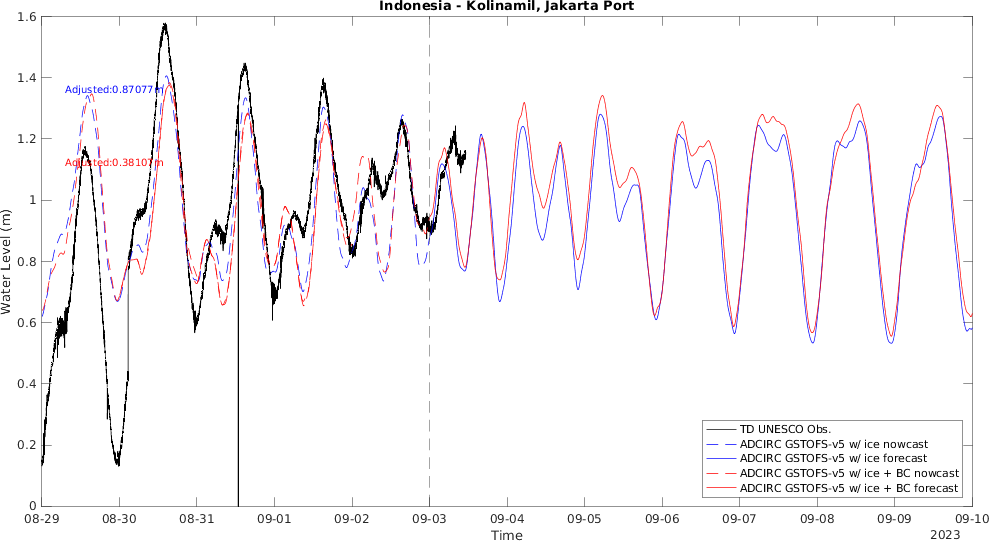 Indonesia - Kolinamil, Jakarta Port
Water Level (m)
1.6
1.4
1.2
1
0.8
0.6
0.4
0.2
0
Adjusted:0.87077m
Adjusted:0.38107m
TD UNESCO Obs.
ADCIRC GSTOFS-v5 w/ ice nowcast
ADCIRC GSTOFS-v5 w/ ice forecast
ADCIRC GSTOFS-v5 w/ ice + BC nowcast
ADCIRC GSTOFS-v5 w/ ice + BC forecast
08-29 08-30 08-31 09-01 09-02 09-03 09-04 09-05 09-06 09-07 09-08 09-09 09-10
Time
2023